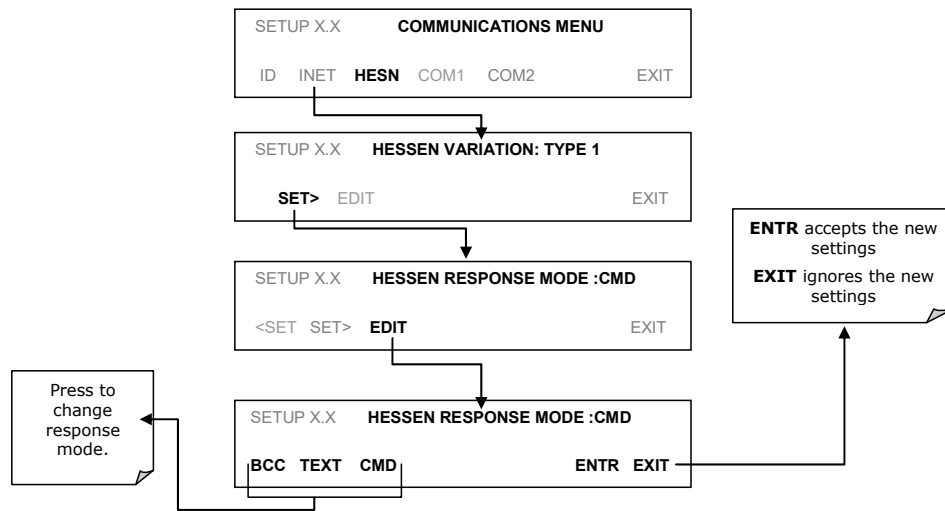 SETUP X.X COMMUNICATIONS MENU
ID INET HESN COM1 COM2 EXIT
SETUP X.X HESSEN VARIATION: TYPE 1
SET> EDIT EXIT
SETUP X.X HESSEN RESPONSE MODE :CMD
<SET SET> EDIT EXIT
ENTR accepts the new
settings
EXIT ignores the new
settings
Press to
change
response
mode.
SETUP X.X HESSEN RESPONSE MODE :CMD
BCC TEXT CMD ENTR EXIT